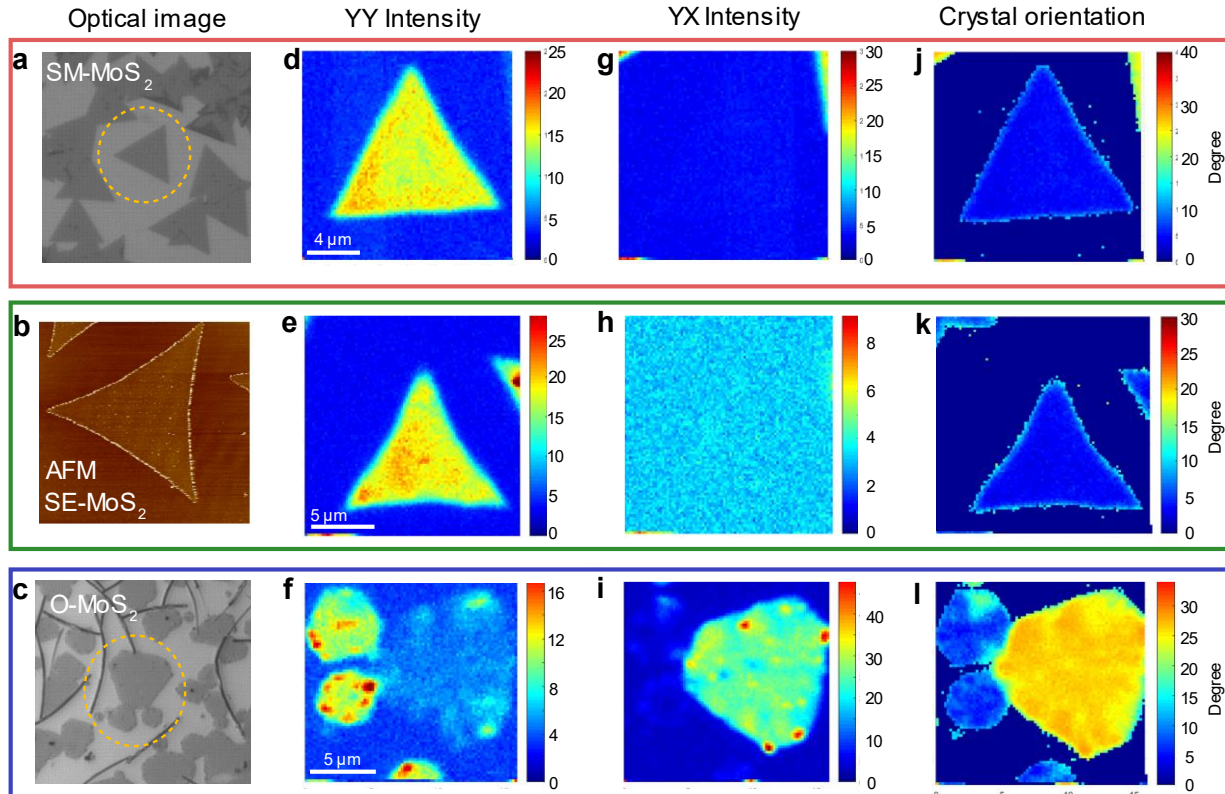 Optical image
YY Intensity
YX Intensity
Crystal orientation
a
SM-MoS2
d
4 µm
25
20
15
10
5
0
g
30
25
20
15
10
5
0
j
40
30
20
10
0
Degree
b
AFM
SE-MoS2
e
5 µm
25
20
15
10
5
0
h
8
6
4
2
0
k
30
25
20
15
10
5
0
Degree
c
O-MoS2
f
5 µm
16
12
8
4
0
i
40
30
20
10
0
l
30
25
20
15
10
5
0
Degree